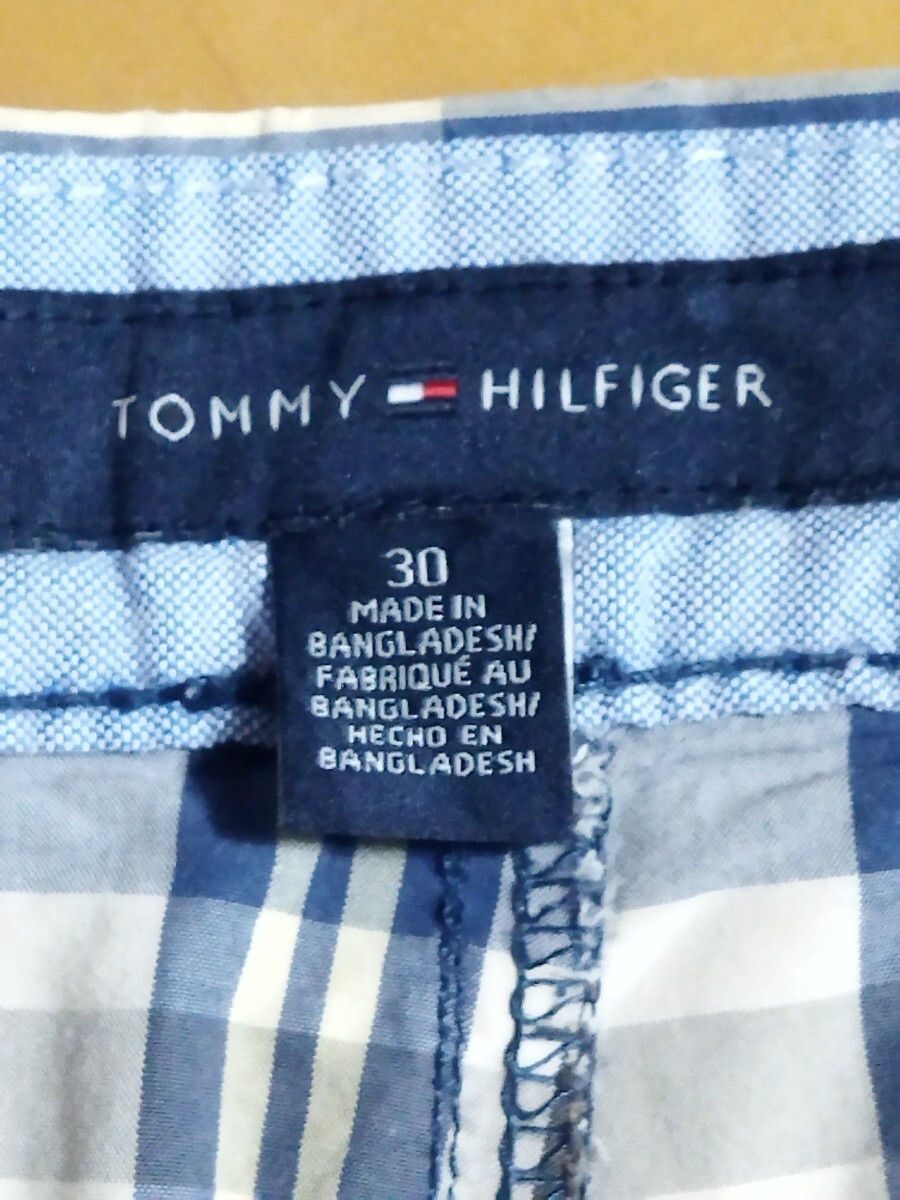 TOMMY HILFIGER
30
MADE IN
BANGLADESH/
FABRIQUÉ AU
BANGLADESH/
HECHO EN
BANGLADESH